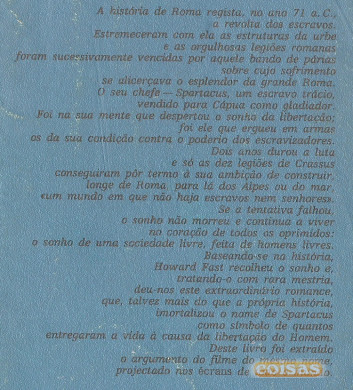 A história de Roma regista, no ano 71 a. C.,
a revolta dos escravos.
Estremeceram com ela as estruturas da urbe
e as orgulhosas legiões romanas
foram sucessivamente vencidas por aquele bando de párias
sobre cujo sofrimento
se alicerçava o esplendor da grande Roma.
O seu chefe — Spartacus, um escravo trácio,
vendido para Cápua como gladiador.
Foi na sua mente que despertou o sonho da libertação;
foi ele que ergueu em armas
os da sua condição contra o poderio dos escravizadores.
Dois anos durou a luta
e só as dez legiões de Crassus
conseguiram pôr termo à sua ambição de construir,
longe de Roma, para lá dos Alpes ou do mar,
«um mundo em que não haja escravos nem senhores».
Se a tentativa falhou,
o sonho não morreu e continua a viver
no coração de todos os oprimidos:
o sonho de uma sociedade livre, feita de homens livres.
Baseando-se na história,
Howard Fast recolheu o sonho e,
tratando-o com rara mestria,
deu-nos este extraordinário romance,
que, talvez mais do que a própria história,
imortalizou o nome de Spartacus
como símbolo de quantos
entregaram a vida à causa da libertação do Homem.
Deste livro foi extraído
o argumento do filme do mesmo nome,
projectado nos écrans de
coisas